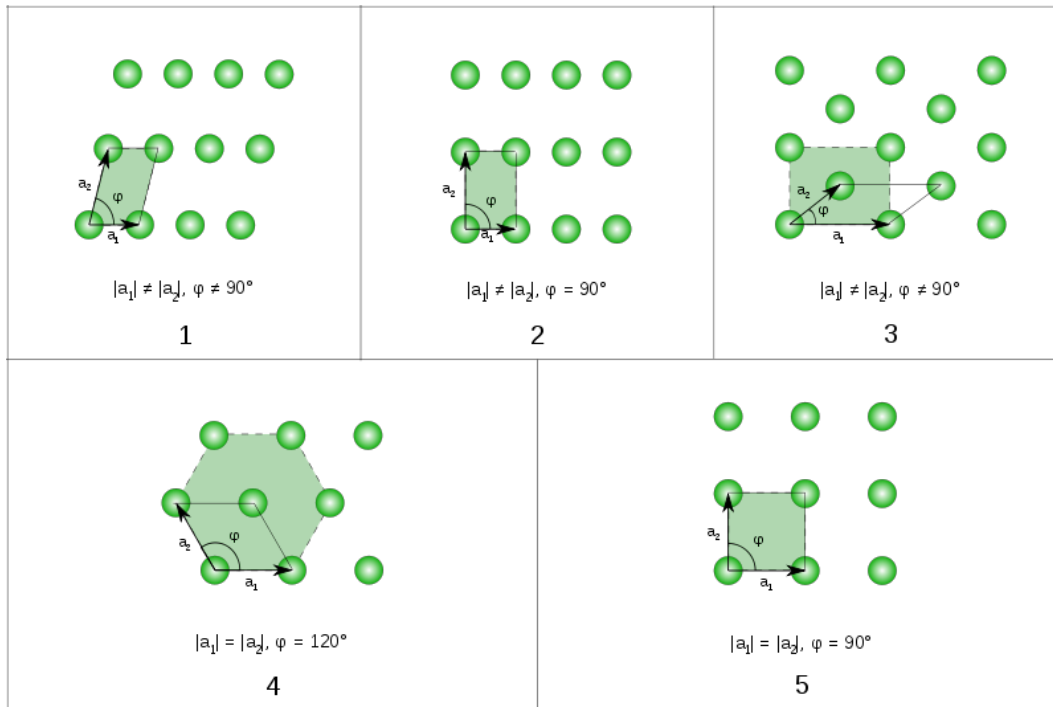 a₂
φ
a₁
|a₁| ≠ |a₂|, φ ≠ 90°
1
a₂
φ
a₁
|a₁| ≠ |a₂|, φ = 90°
2
a₂
φ
a₁
|a₁| ≠ |a₂|, φ ≠ 90°
3
a₂
φ
a₁
|a₁| = |a₂|, φ = 120°
4
a₂
φ
a₁
|a₁| = |a₂|, φ = 90°
5